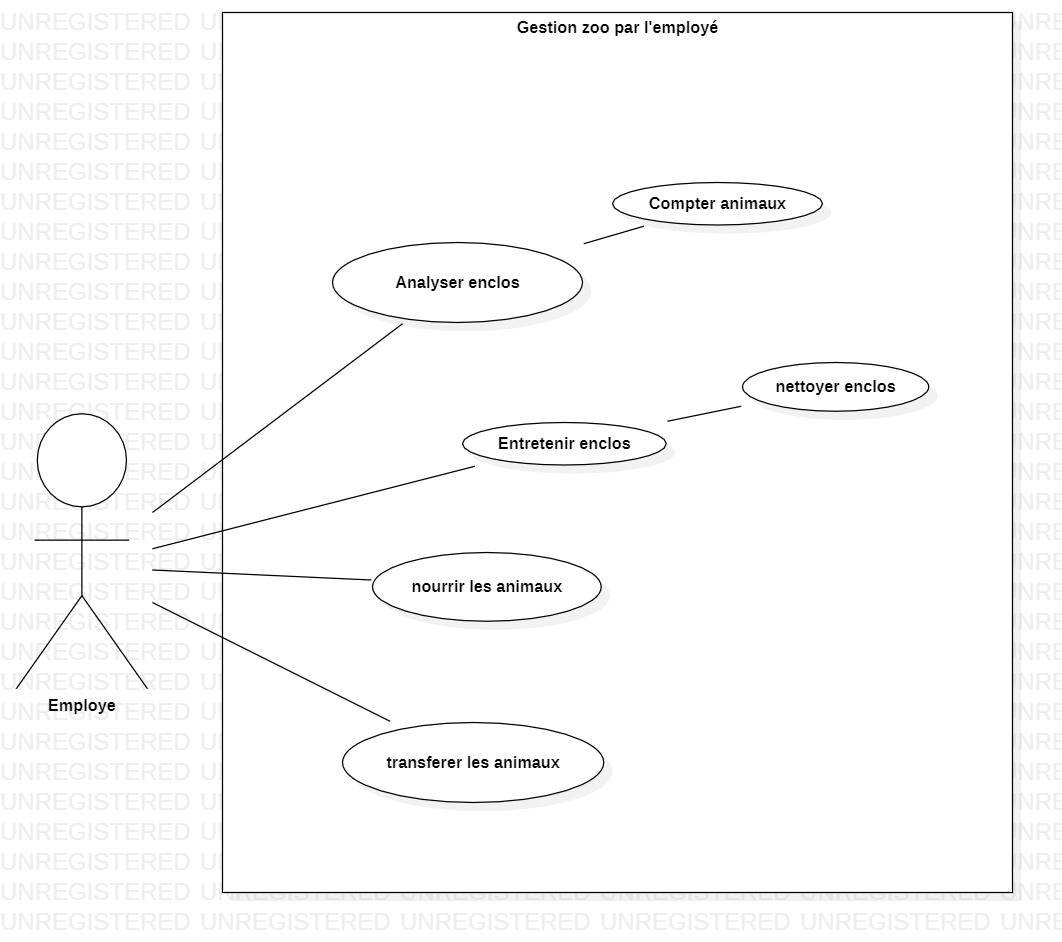 Gestion zoo par l'employé
Compter animaux
Analyser enclos
nettoyer enclos
Entretenir enclos
nourrir les animaux
Employe
transferer les animaux
UNREGISTERED UNREGISTERED UNREGISTERED UNREGISTERED UNREGISTERED